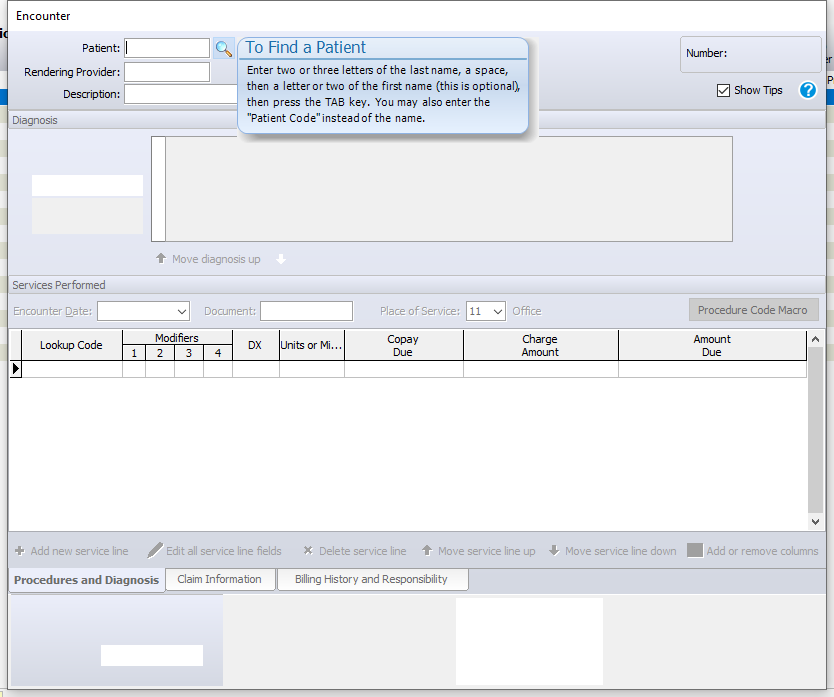 Encounter
Patient:
To Find a Patient
Enter two or three letters of the last name, a space,
then a letter or two of the first name (this is optional),
then press the TAB key. You may also enter the
"Patient Code" instead of the name.
Number:
Rendering Provider:
Description:
Show Tips
?
Diagnosis
Move diagnosis up
Services Performed
Encounter Date:
Document:
Place of Service:
11
Office
Procedure Code Macro
Lookup Code
Modifiers
1 2 3 4
DX
Units or Mi...
Copay
Due
Charge
Amount
Amount
Due
Add new service line
Edit all service line fields
Delete service line
Move service line up
Move service line down
Add or remove columns
Procedures and Diagnosis
Claim Information
Billing History and Responsibility